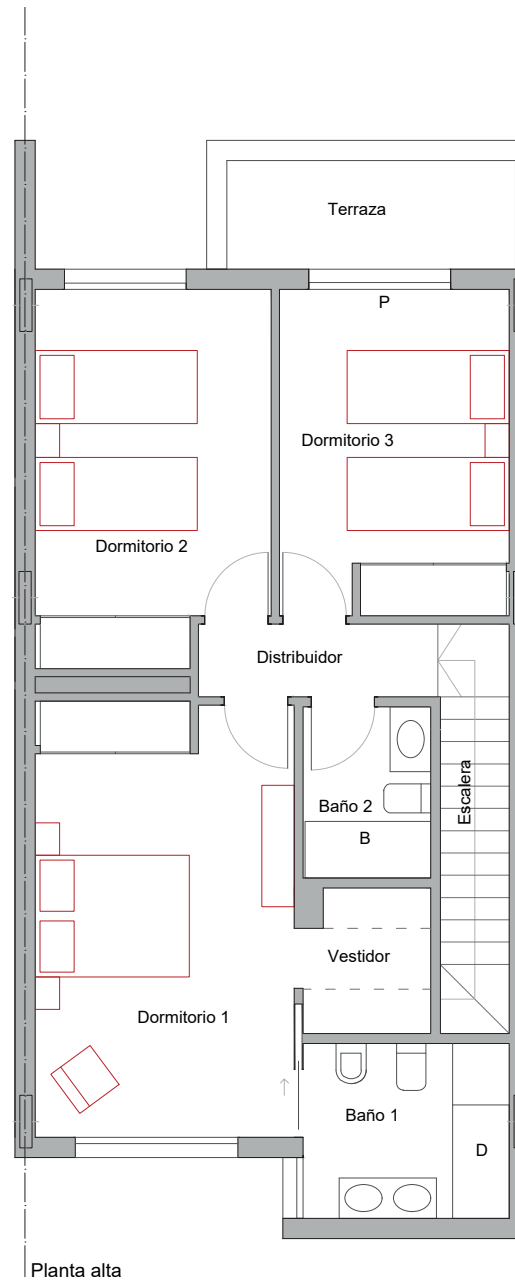 Terraza
P
Dormitorio 3
Dormitorio 2
Distribuidor
Escalera
Baño 2
B
Vestidor
Dormitorio 1
Baño 1
D
Planta alta